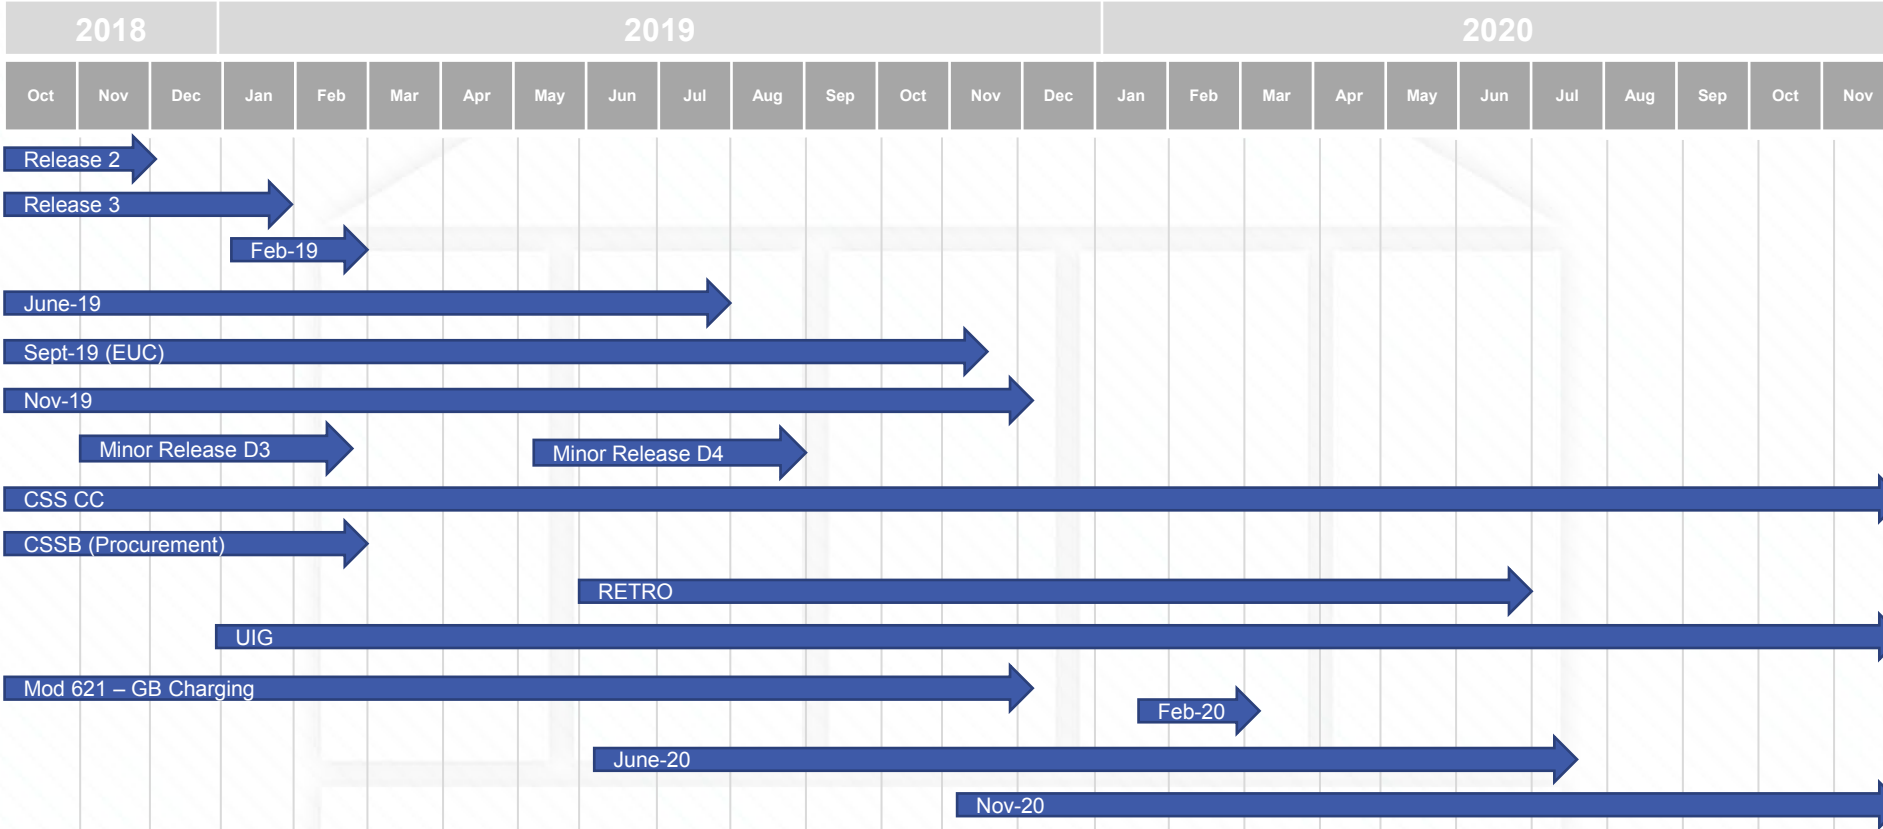 2018 2019 2020
Oct Nov Dec Jan Feb Mar Apr May Jun Jul Aug Sep Oct Nov Dec Jan Feb Mar Apr May Jun Jul Aug Sep Oct Nov
Release 2
Release 3
Feb-19
June-19
Sept-19 (EUC)
Nov-19
Minor Release D3 Minor Release D4
CSS CC
CSSB (Procurement)
RETRO
UIG
Mod 621 – GB Charging
Feb-20
June-20
Nov-20